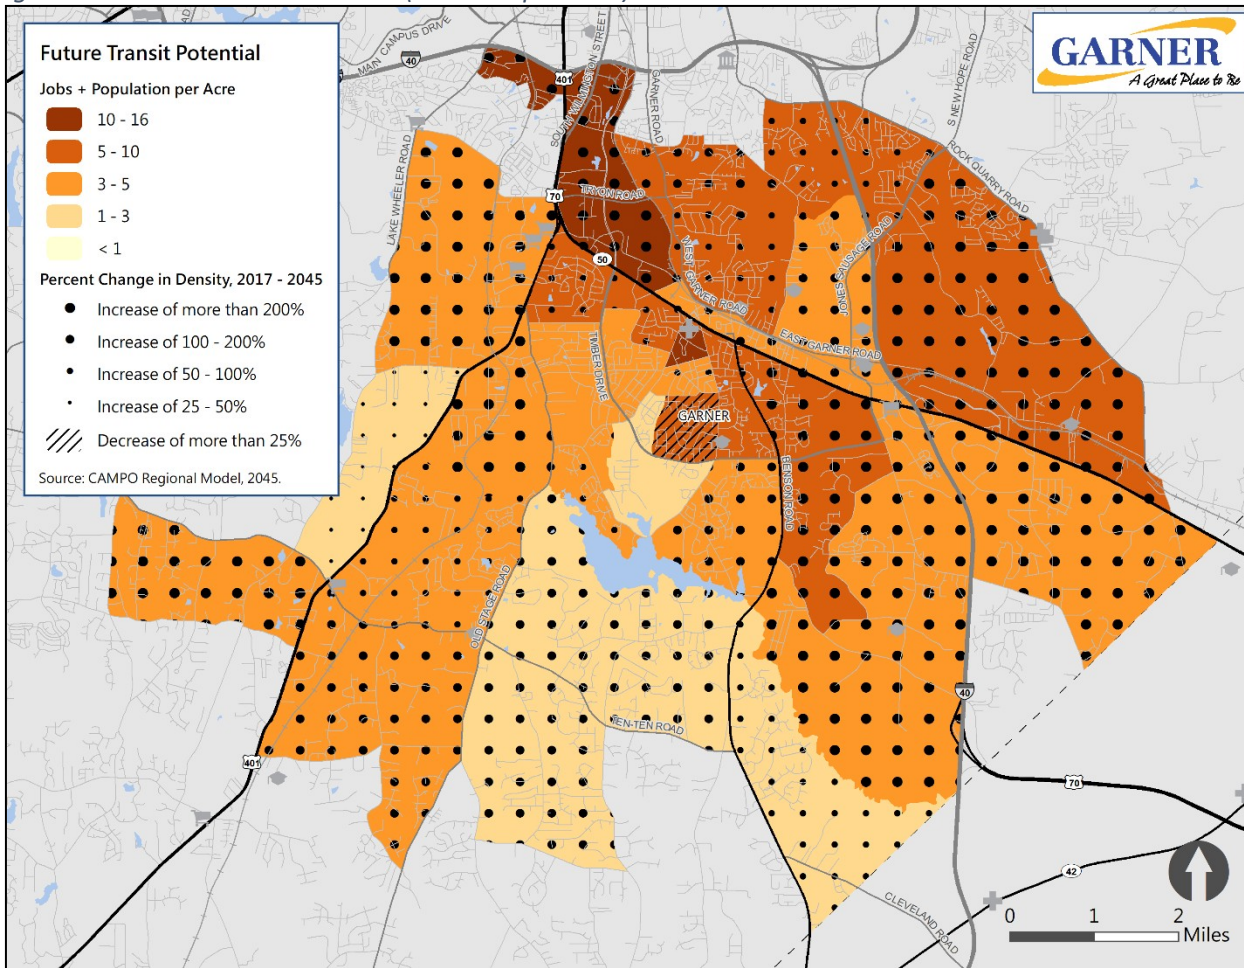 Future Transit Potential
Jobs + Population per Acre
10 - 16
5 - 10
3 - 5
1 - 3
< 1
Percent Change in Density, 2017 - 2045
Increase of more than 200%
Increase of 100 - 200%
Increase of 50 - 100%
Increase of 25 - 50%
Decrease of more than 25%
Source: CAMPO Regional Model, 2045.
GARNER
A Great Place to Be
MAIN CAMPUS DRIVE
40
401
SOUTH WILMINGTON STREET
GARNER ROAD
S NEW HOPE ROAD
ROCK QUARRY ROAD
LAKE WHEELER ROAD
TRYON ROAD
70
50
WEST GARNER ROAD
JONES SAUSAGE ROAD
EAST GARNER ROAD
TIMBER DRIVE
GARNER
BENSON ROAD
OLD STAGE ROAD
TEN-TEN ROAD
40
401
70
42
CLEVELAND ROAD
0 1 2
Miles